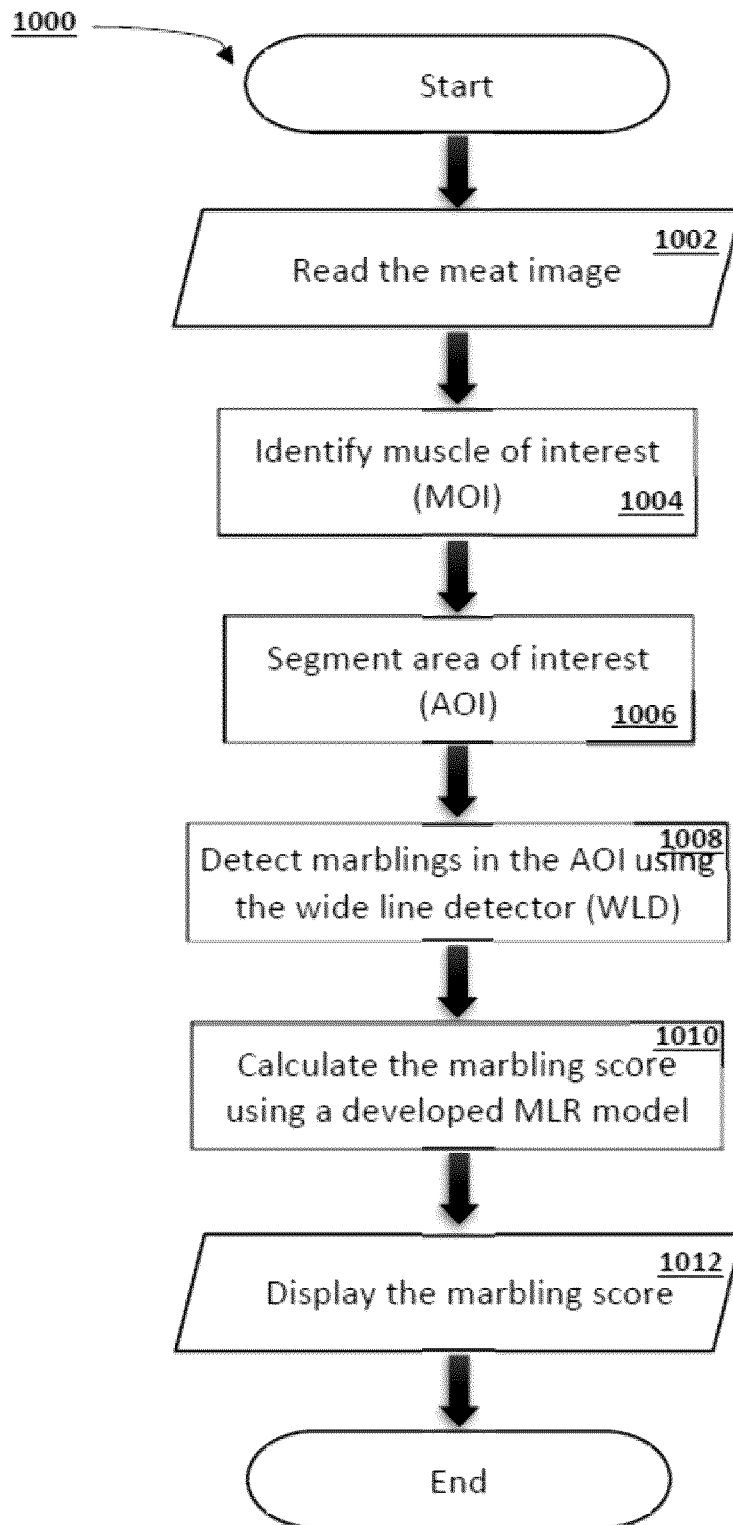 1000
Start
1002
Read the meat image
Identify muscle of interest
(MOI)
1004
Segment area of interest
(AOI)
1006
1008
Detect marblings in the AOI using
the wide line detector (WLD)
1010
Calculate the marbling score
using a developed MLR model
1012
Display the marbling score
End